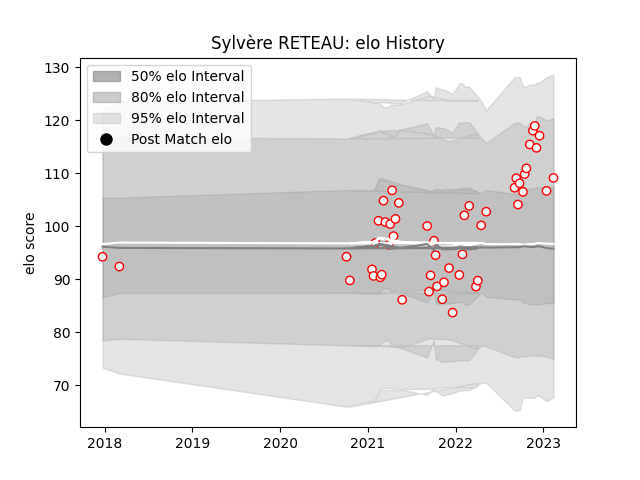 Sylvère RETEAU: elo History
50% elo Interval
80% elo Interval
95% elo Interval
Post Match elo
elo score
130
120
110
100
90
80
70
2018
2019
2020
2021
2022
2023